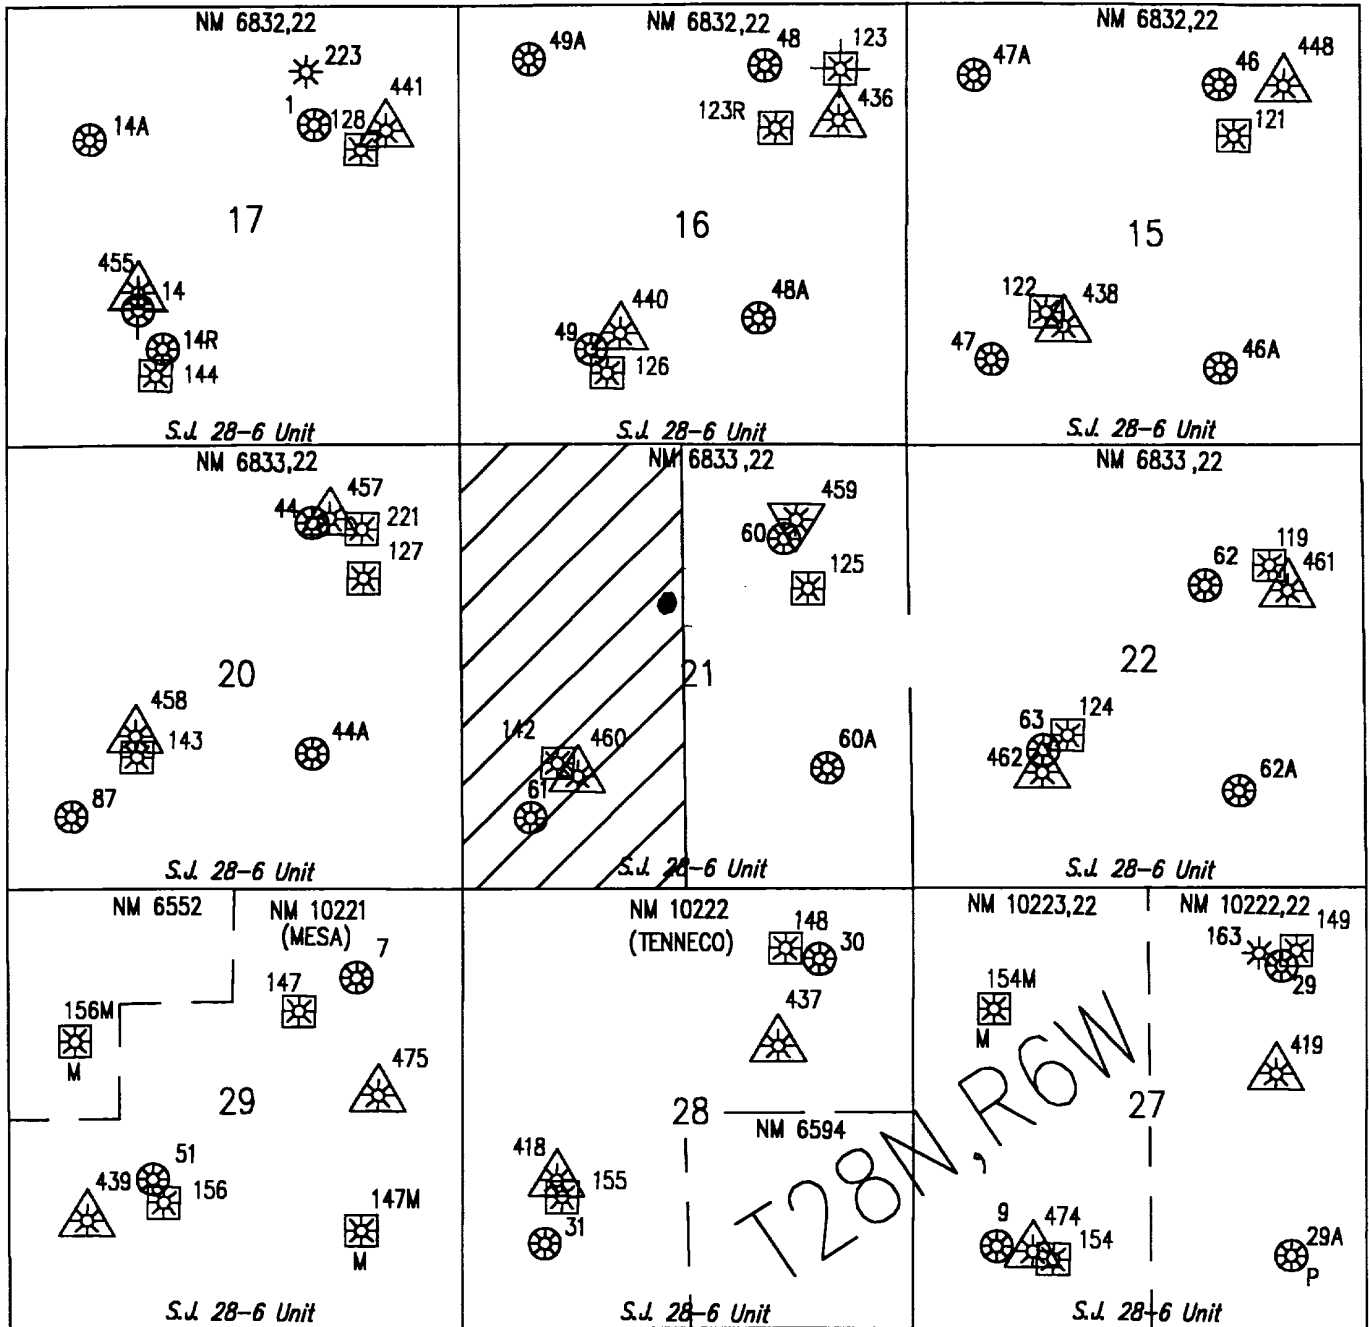 NM 6832,22
223
441
1
128
14A
17
455
14
14R
144
S.J. 28-6 Unit
NM 6832,22
49A
48
123
123R
436
16
440
48A
49
126
S.J. 28-6 Unit
NM 6832,22
47A
46
448
121
15
122
438
47
46A
S.J. 28-6 Unit
NM 6833,22
457
44
221
127
20
458
143
44A
87
S.J. 28-6 Unit
NM 6833,22
459
60
125
21
142
460
61
60A
S.J. 28-6 Unit
NM 6833,22
119
62
461
22
63
124
462
62A
S.J. 28-6 Unit
NM 6552
NM 10221
(MESA)
7
147
156M
M
475
29
51
439
156
147M
M
S.J. 28-6 Unit
NM 10222
(TENNECO)
148
30
437
28
NM 6594
418
155
31
S.J. 28-6 Unit
NM 10223,22
NM 10222,22
149
163
29
154M
M
419
27
T28N,R6W
9
474
154
29A
P
S.J. 28-6 Unit